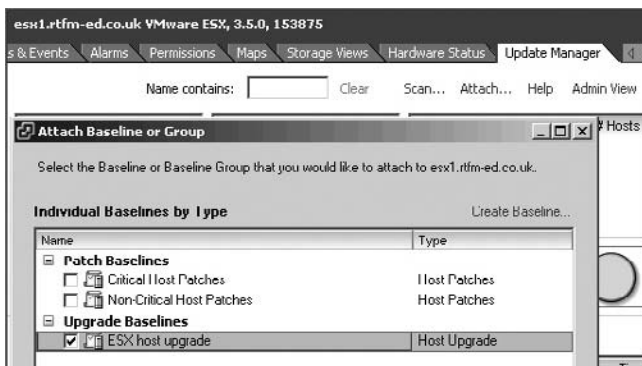 esx1.rtfm-ed.co.uk VMware ESX, 3.5.0, 153875
s & Events Alarms Permissions Maps Storage Views Hardware Status Update Manager
Name contains: Clear Scan... Attach... Help Admin View
Attach Baseline or Group # Hosts
Select the Baseline or Baseline Group that you would like to attach to esx1.rtfm-ed.co.uk.
Individual Baselines by Type Create Baseline...
Name Type
Patch Baselines
Critical Host Patches Host Patches
Non-Critical Host Patches Host Patches
Upgrade Baselines
ESX host upgrade Host Upgrade